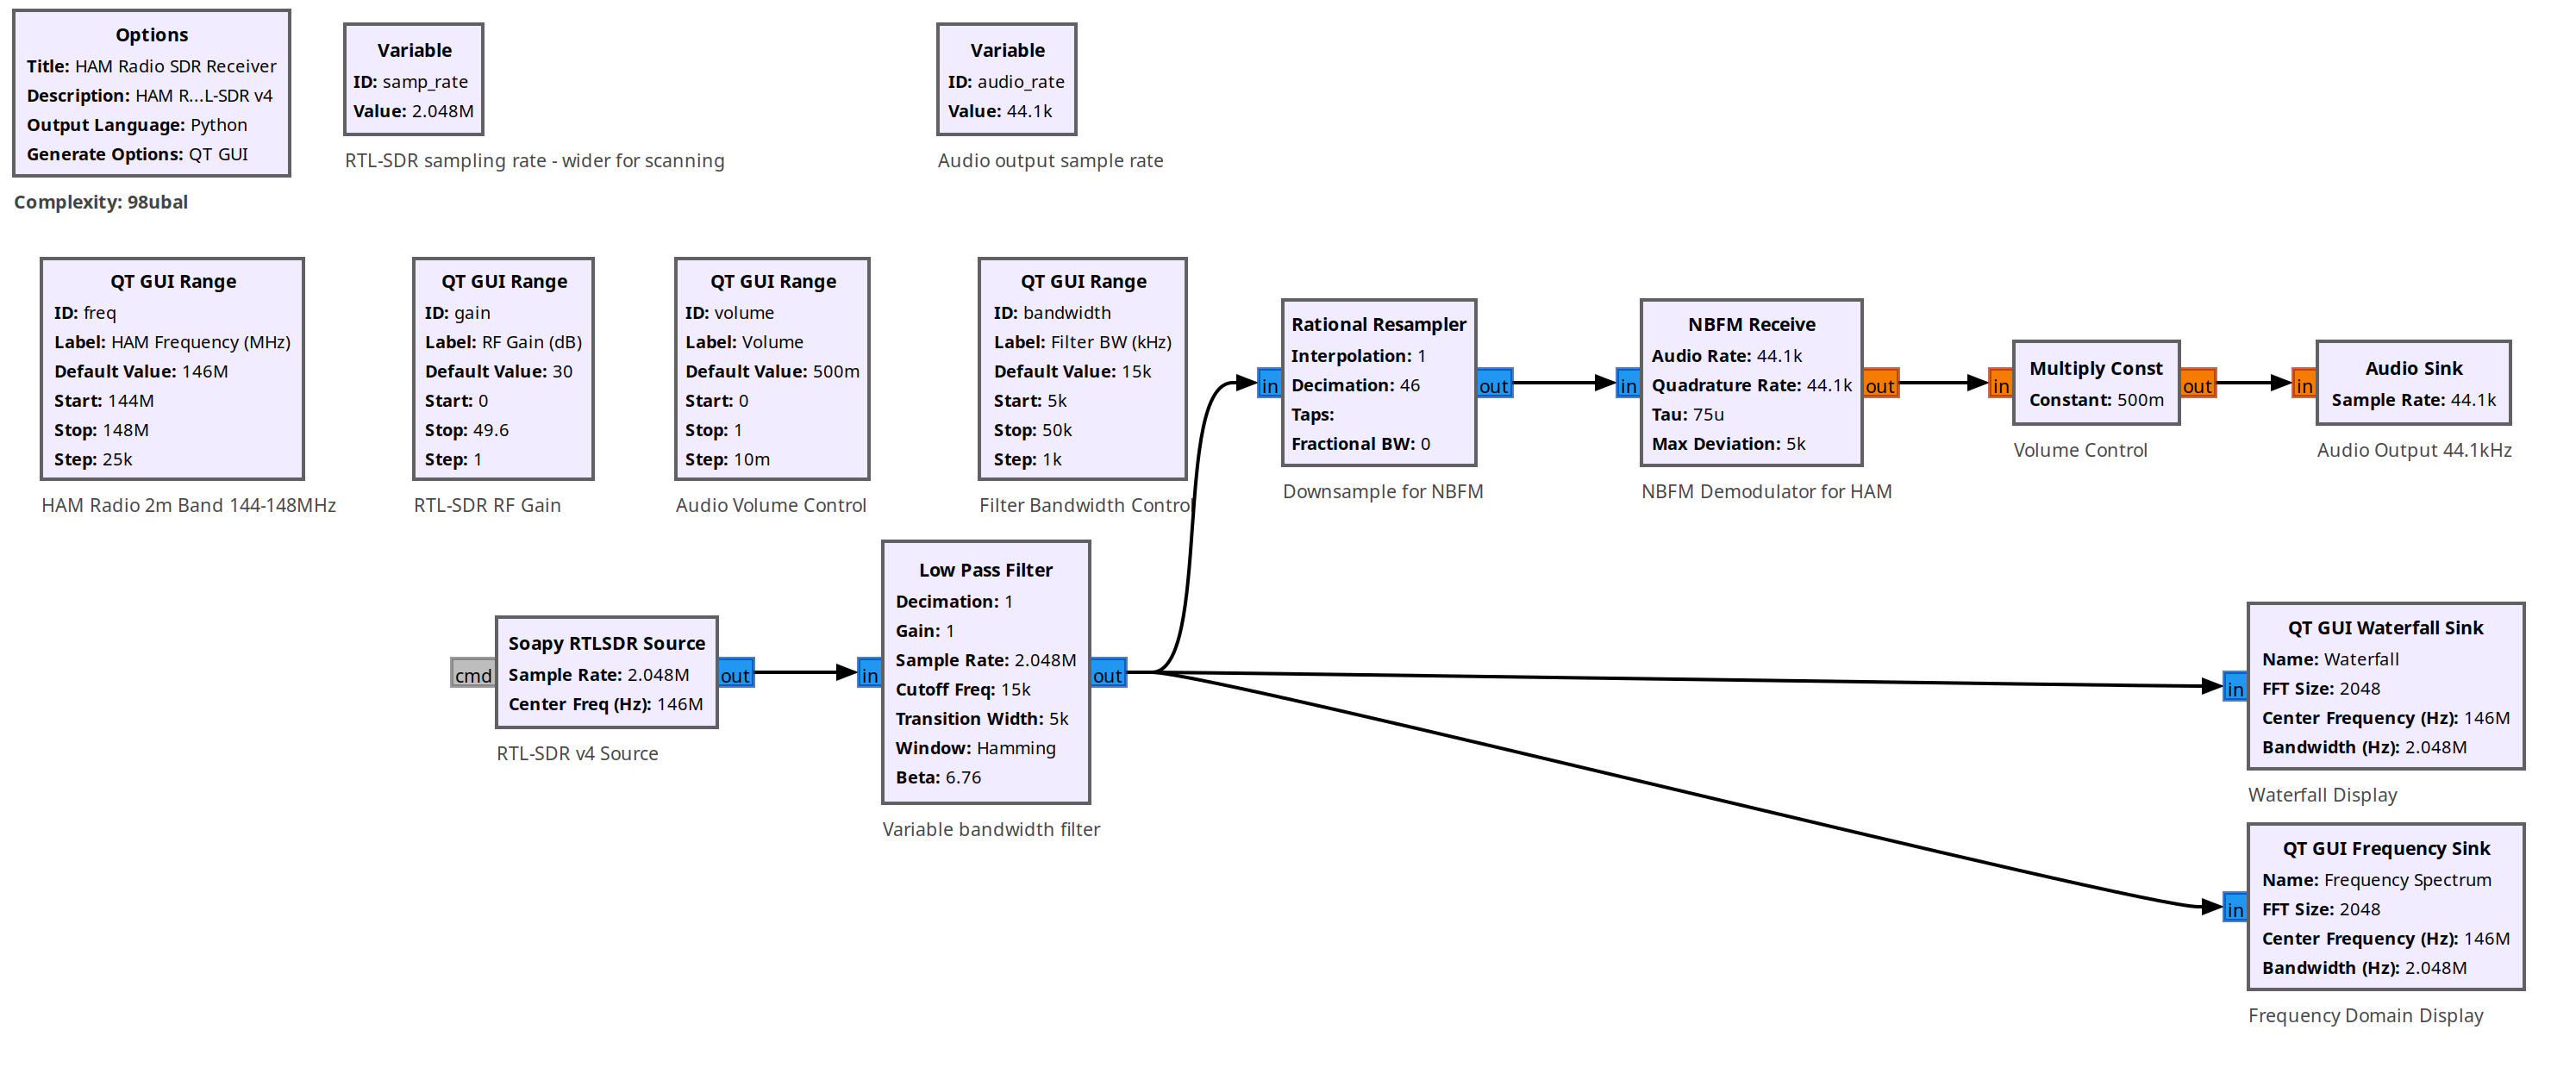 Options
Title: HAM Radio SDR Receiver
Description: HAM R...L-SDR v4
Output Language: Python
Generate Options: QT GUI
Complexity: 98ubal
Variable
ID: samp_rate
Value: 2.048M
RTL-SDR sampling rate - wider for scanning
Variable
ID: audio_rate
Value: 44.1k
Audio output sample rate
QT GUI Range
ID: freq
Label: HAM Frequency (MHz)
Default Value: 146M
Start: 144M
Stop: 148M
Step: 25k
HAM Radio 2m Band 144-148MHz
QT GUI Range
ID: gain
Label: RF Gain (dB)
Default Value: 30
Start: 0
Stop: 49.6
Step: 1
RTL-SDR RF Gain
QT GUI Range
ID: volume
Label: Volume
Default Value: 500m
Start: 0
Stop: 1
Step: 10m
Audio Volume Control
QT GUI Range
ID: bandwidth
Label: Filter BW (kHz)
Default Value: 15k
Start: 5k
Stop: 50k
Step: 1k
Filter Bandwidth Control
in
Rational Resampler
Interpolation: 1
Decimation: 46
Taps:
Fractional BW: 0
out
Downsample for NBFM
in
NBFM Receive
Audio Rate: 44.1k
Quadrature Rate: 44.1k
Tau: 75u
Max Deviation: 5k
out
NBFM Demodulator for HAM
in
Multiply Const
Constant: 500m
out
Volume Control
in
Audio Sink
Sample Rate: 44.1k
Audio Output 44.1kHz
cmd
Soapy RTLSDR Source
Sample Rate: 2.048M
Center Freq (Hz): 146M
out
RTL-SDR v4 Source
in
Low Pass Filter
Decimation: 1
Gain: 1
Sample Rate: 2.048M
Cutoff Freq: 15k
Transition Width: 5k
Window: Hamming
Beta: 6.76
out
Variable bandwidth filter
in
QT GUI Waterfall Sink
Name: Waterfall
FFT Size: 2048
Center Frequency (Hz): 146M
Bandwidth (Hz): 2.048M
Waterfall Display
in
QT GUI Frequency Sink
Name: Frequency Spectrum
FFT Size: 2048
Center Frequency (Hz): 146M
Bandwidth (Hz): 2.048M
Frequency Domain Display